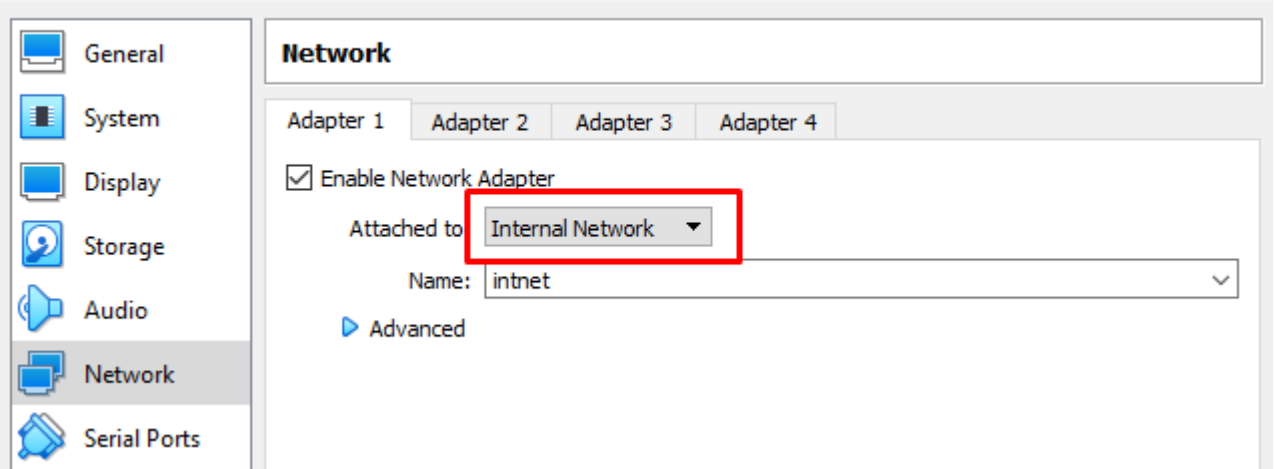 General
System
Display
Storage
Audio
Network
Serial Ports
Network
Adapter 1
Adapter 2
Adapter 3
Adapter 4
Enable Network Adapter
Attached to
Internal Network
Name:
intnet
Advanced